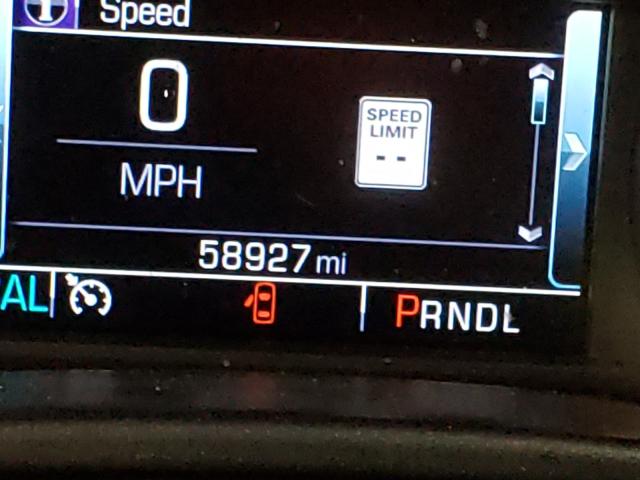 Speed
0
MPH
SPEED
LIMIT
--
58927 mi
AL
PRNDL